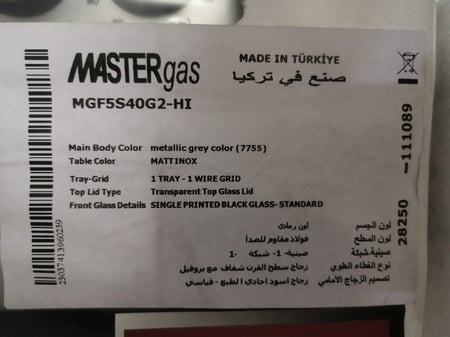 MASTERgas
MADE IN TÜRKİYE
صنع في تركيا
MGF5S40G2-HI
Main Body Color metallic grey color (7755)
Table Color MATT INOX
Tray-Grid 1 TRAY - 1 WIRE GRID
Top Lid Type Transparent Top Glass Lid
Front Glass Details SINGLE PRINTED BLACK GLASS- STANDARD
لون الجسم لون رمادي
لون السطح فولاذ مقاوم للصدأ
صينية شبكة صينية -1- شبكة -1
نوع الغطاء العلوي زجاج سطح الفرن شفاف مع بروفيل
تصميم الزجاج الأمامي زجاج اسود احادي الطبع - قياسي
23037413960239
28250 -111089